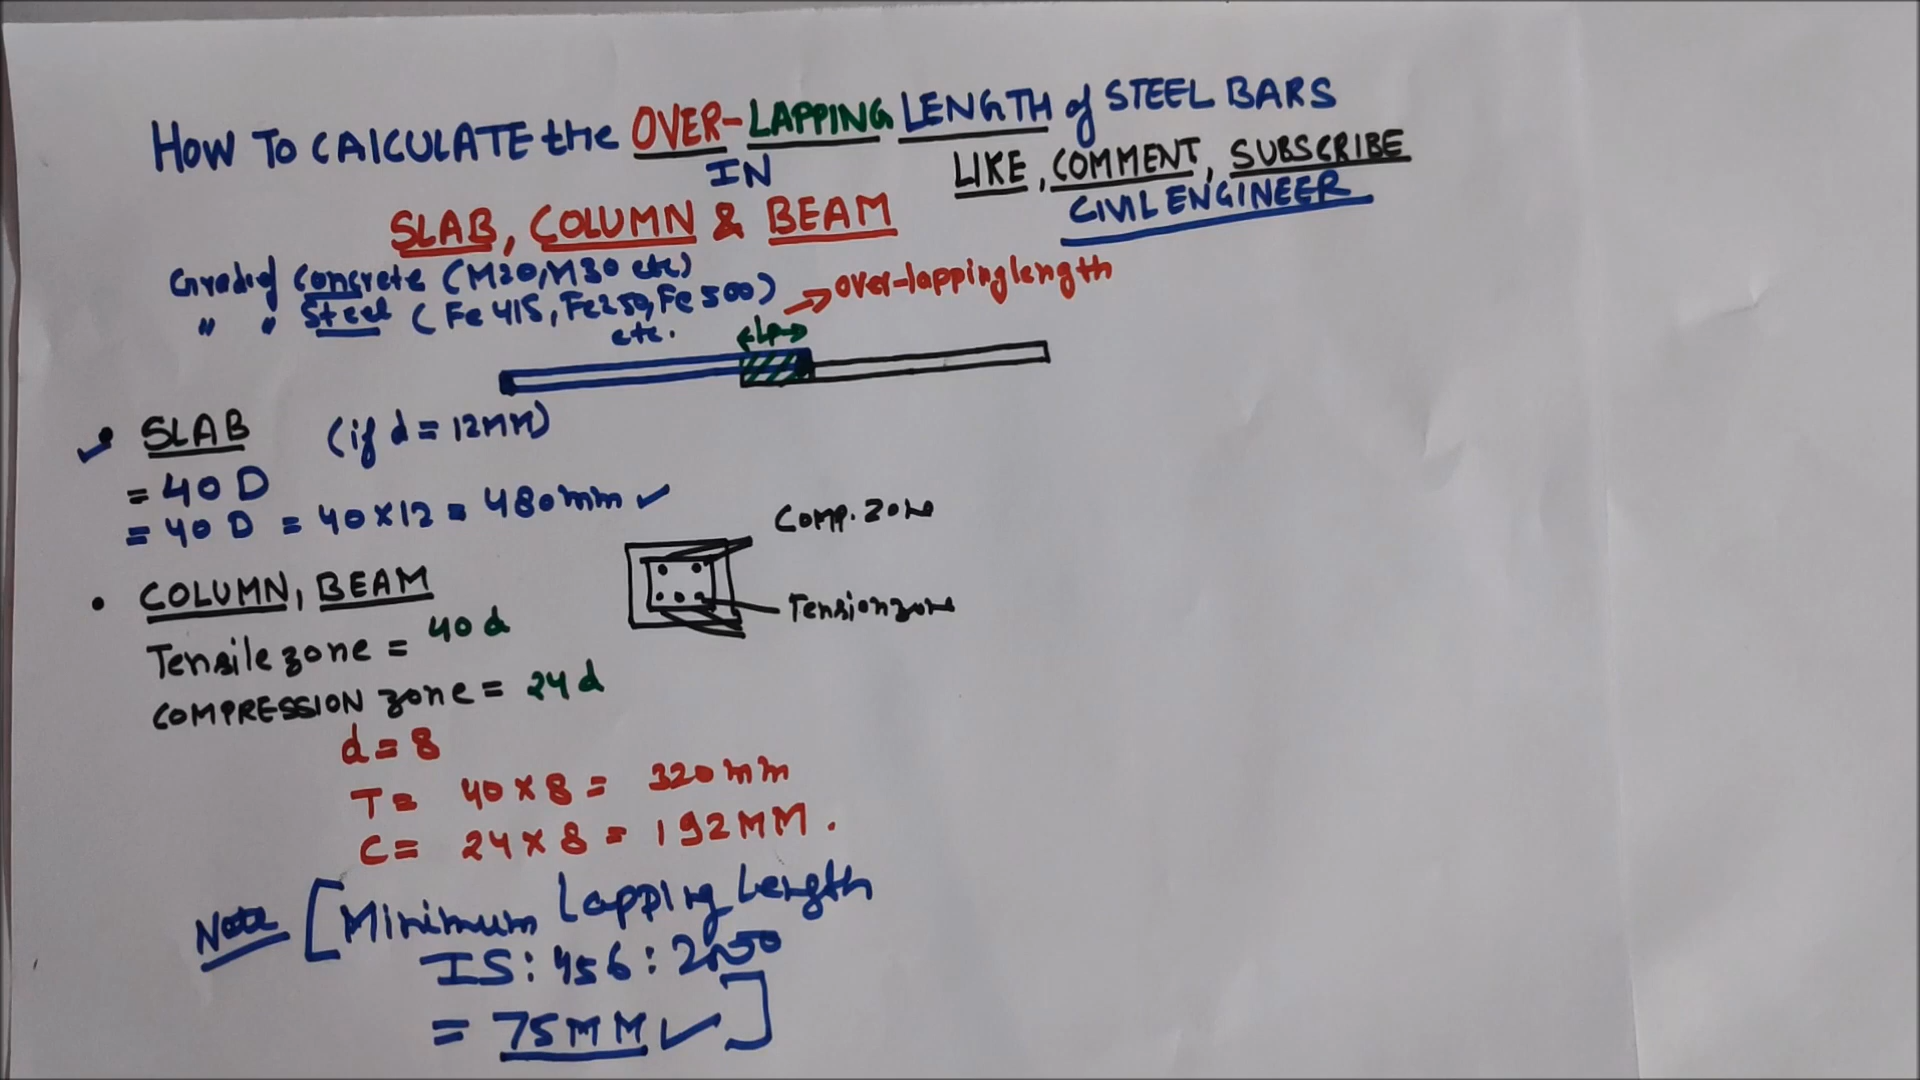 HOW TO CALCULATE the OVER-LAPPING LENGTH of STEEL BARS
IN
LIKE, COMMENT, SUBSCRIBE
CIVIL ENGINEER
SLAB, COLUMN & BEAM
Grade of Concrete (M20, M30 etc)
" " Steel (Fe 415, Fe250, Fe 500)
etc.
over-lapping length
• SLAB (if d = 12MM)
= 40 D
= 40 D = 40 × 12 = 480mm ✓
Comp. Zone
Tension zone
• COLUMN, BEAM
Tensile zone = 40 d
COMPRESSION zone = 24 d
d = 8
T = 40 × 8 = 320 mm
C = 24 × 8 = 192 MM.
Note [Minimum Lapping Length
IS: 456:
= 75MM ✓]